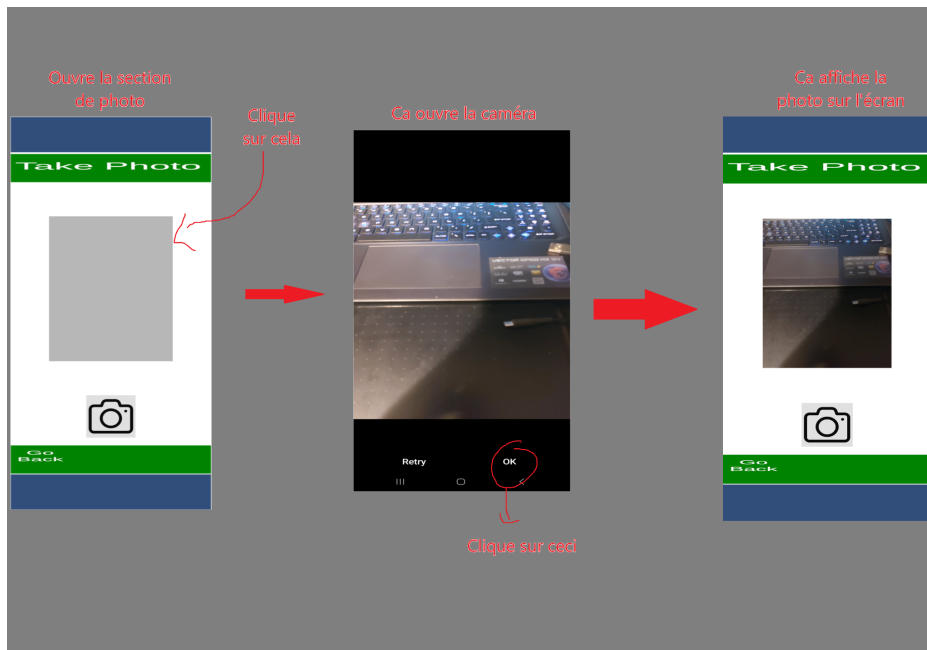 Ouvre la section
de photo
Clique
sur cela
Take Photo
Go
Back
Ca ouvre la caméra
Retry
OK
Clique sur ceci
Ca affiche la
photo sur l'écran
Take Photo
Go
Back